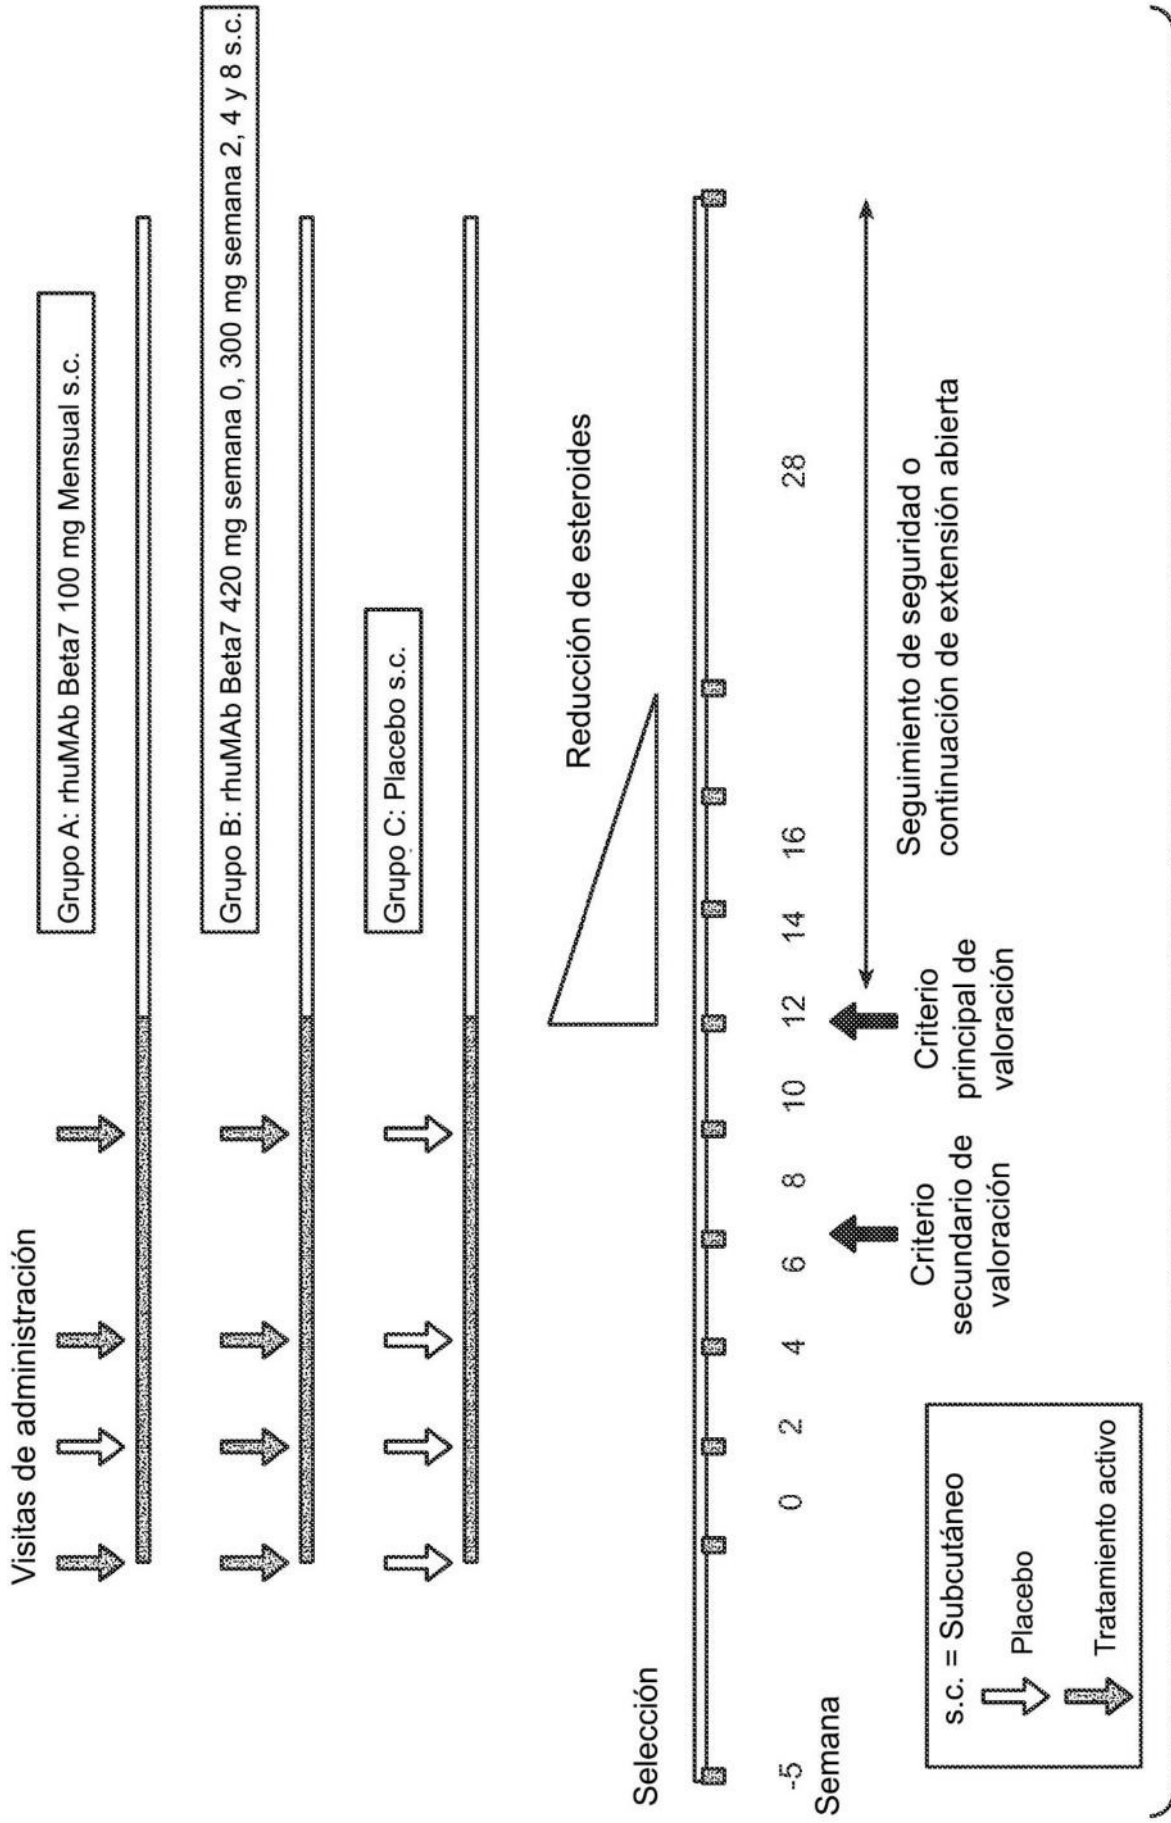 Visitas de administración
Grupo A: rhuMAb Beta7 100 mg Mensual s.c.
Grupo B: rhuMAb Beta7 420 mg semana 0, 300 mg semana 2, 4 y 8 s.c.
Grupo C: Placebo s.c.
Reducción de esteroides
Selección
-5 0 2 4 6 8 10 12 14 16 28
Semana
Criterio
secundario de
valoración
Criterio
principal de
valoración
Seguimiento de seguridad o
continuación de extensión abierta
s.c. = Subcutáneo
Placebo
Tratamiento activo